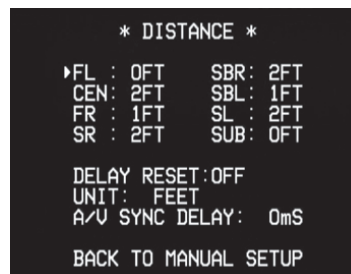 * DISTANCE *
▶FL : 0FT SBR: 2FT
CEN: 2FT SBL: 1FT
FR : 1FT SL : 2FT
SR : 2FT SUB: 0FT
DELAY RESET:OFF
UNIT: FEET
A/V SYNC DELAY: 0mS
BACK TO MANUAL SETUP